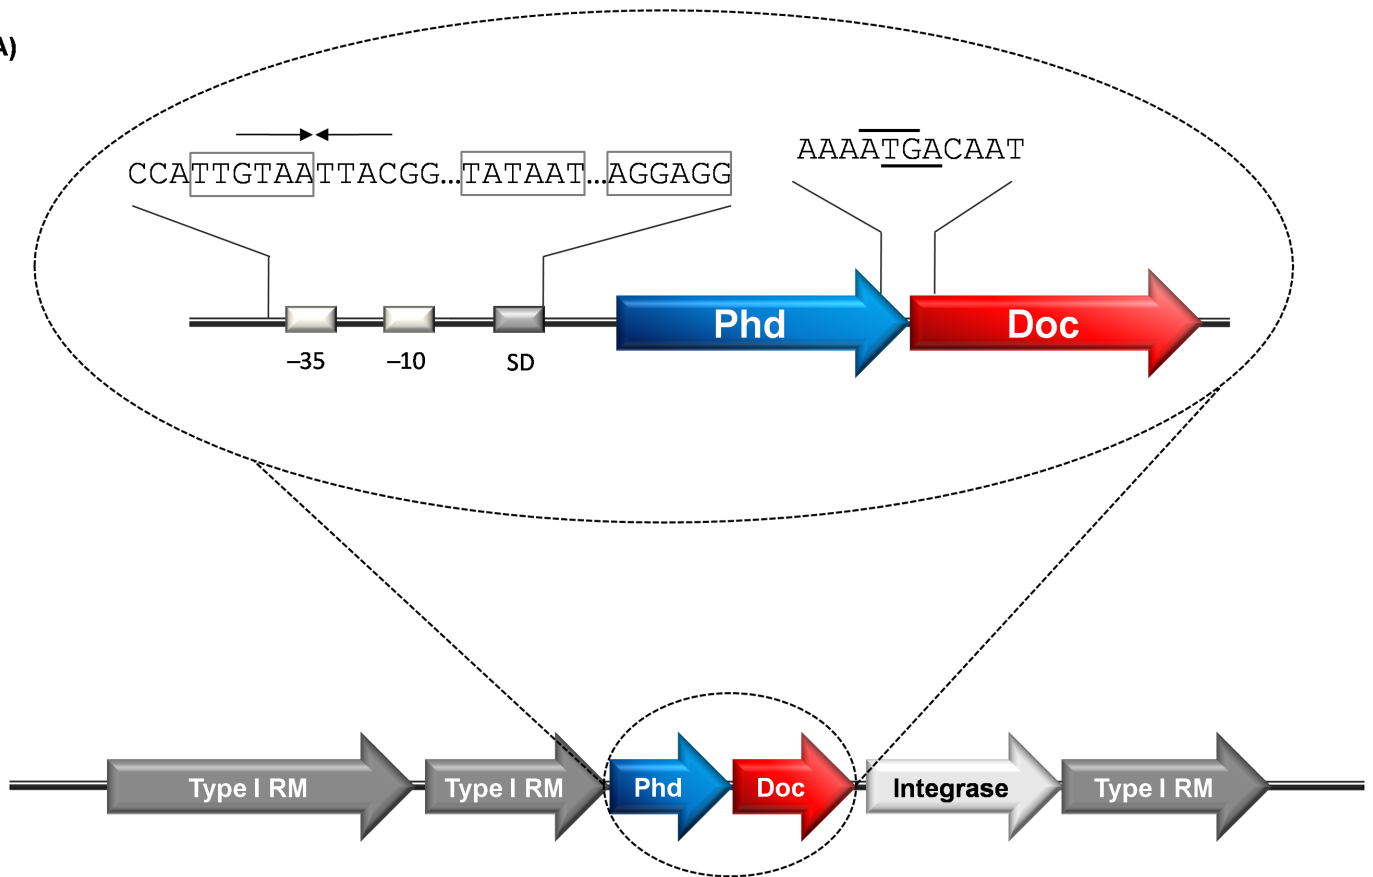 A)
CCATTGTAATTACGG...TATAAT...AGGAGG
AAAATGACAAT
Phd
Doc
–35
–10
SD
Type I RM
Type I RM
Phd
Doc
Integrase
Type I RM